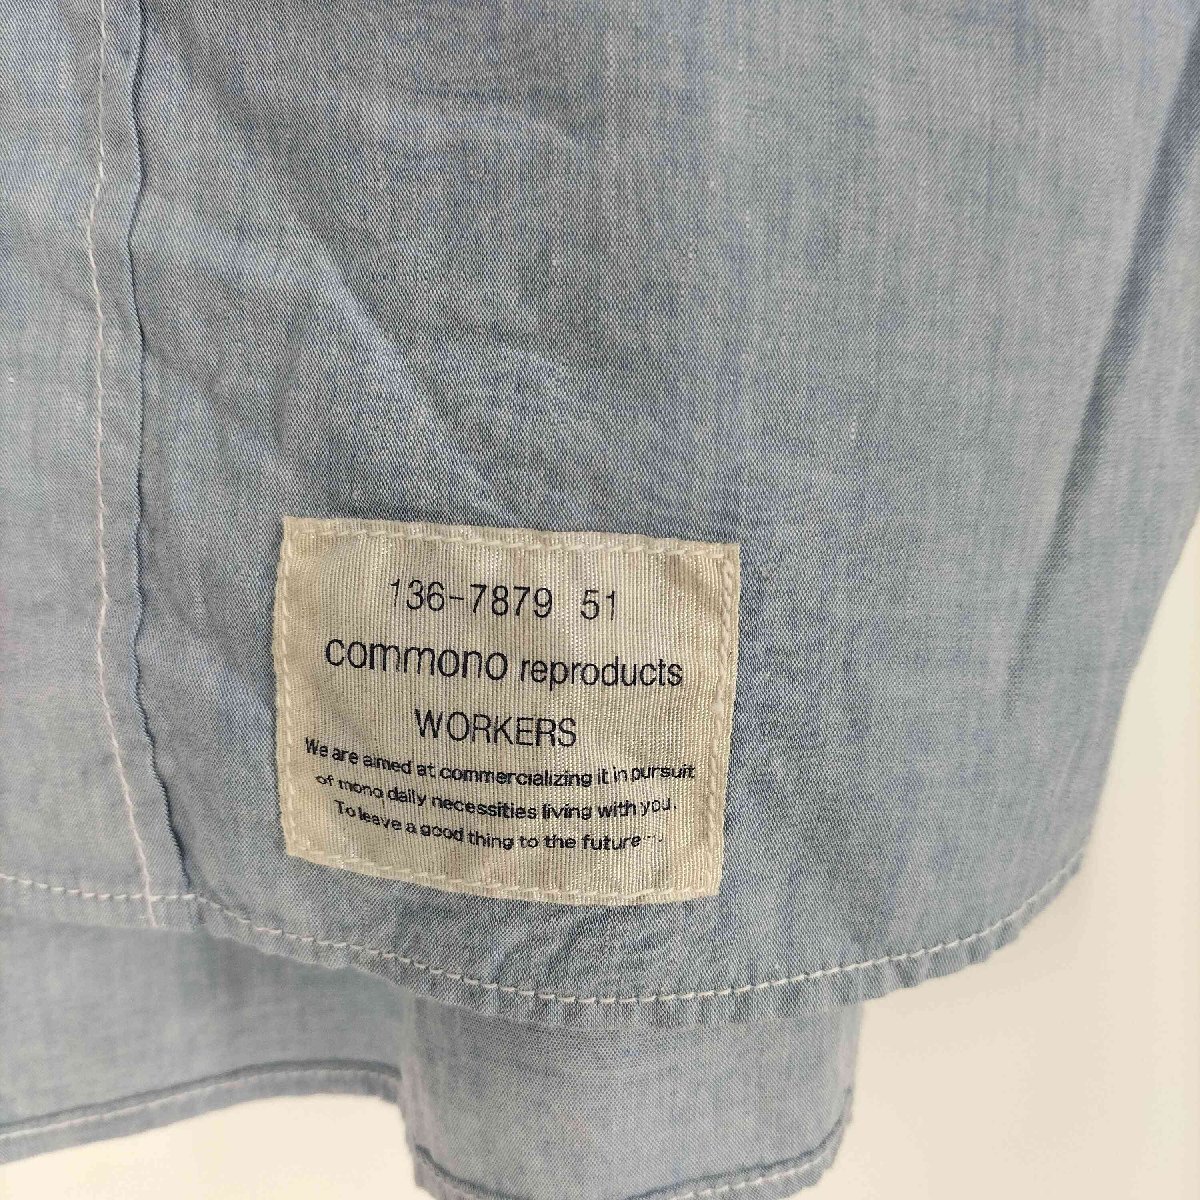 136-7879 51
commono reproducts
WORKERS
We are aimed at commercializing it in pursuit
of mono daily necessities living with you.
To leave a good thing to the future….